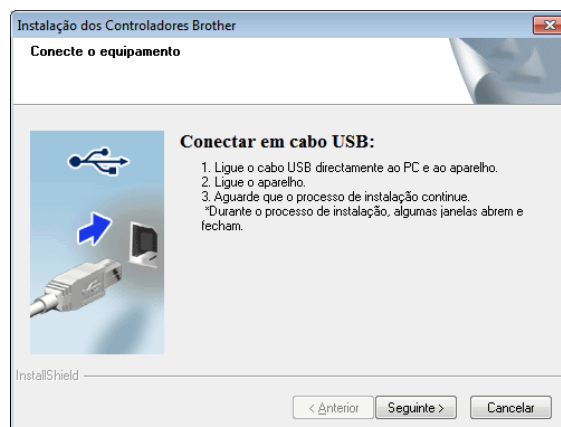 Instalação dos Controladores Brother
Conecte o equipamento
Conectar em cabo USB:
1. Ligue o cabo USB directamente ao PC e ao aparelho.
2. Ligue o aparelho.
3. Aguarde que o processo de instalação continue.
*Durante o processo de instalação, algumas janelas abrem e
fecham.
InstallShield
< Anterior Seguinte > Cancelar